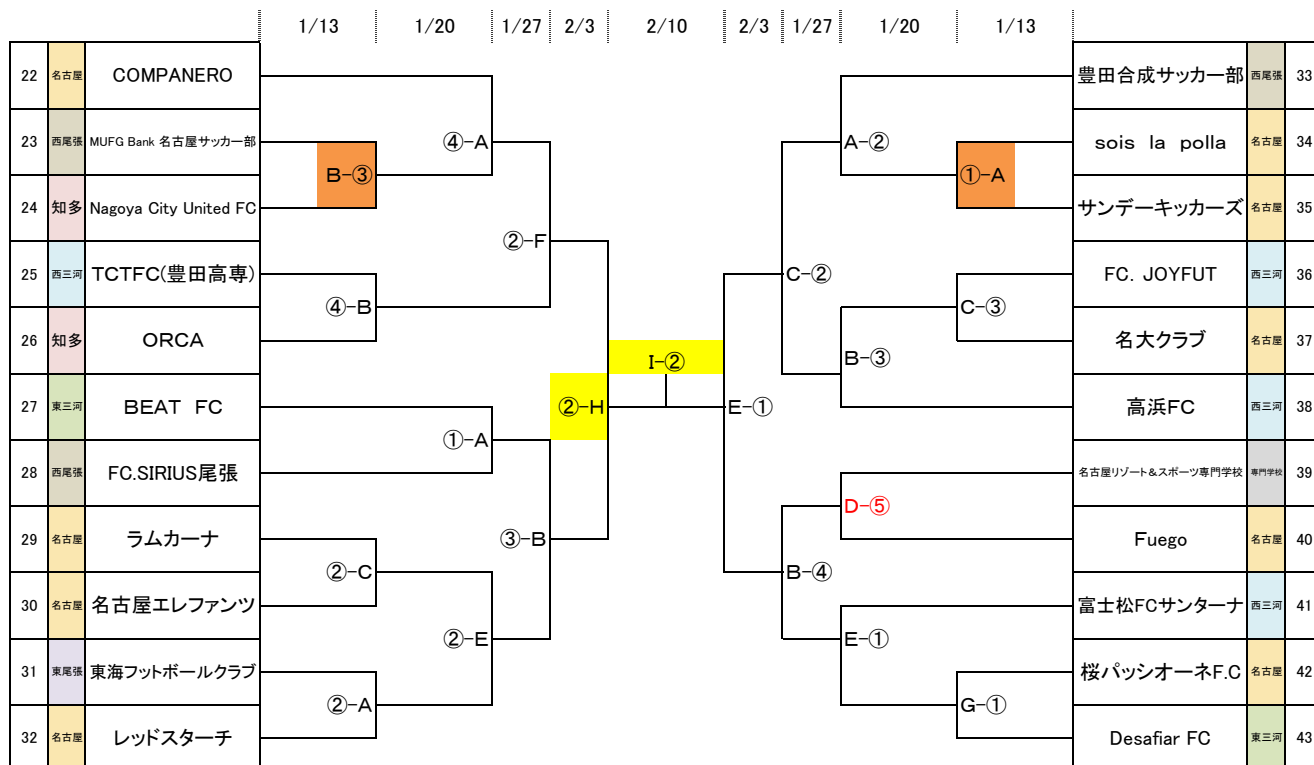 1/13 1/20 1/27 2/3 2/10 2/3 1/27 1/20 1/13
22 名古屋 COMPANERO 豊田合成サッカー部 西尾張 33
23 西尾張 MUFG Bank 名古屋サッカー部 ④-A A-② sois la polla 名古屋 34
B-③ ①-A
24 知多 Nagoya City United FC サンデーキッカーズ 名古屋 35
②-F
25 西三河 TCTFC(豊田高専) C-② FC. JOYFUT 西三河 36
④-B C-③
26 知多 ORCA 名大クラブ 名古屋 37
I-② B-③
27 東三河 BEAT FC ②-H E-① 高浜FC 西三河 38
①-A
28 西尾張 FC.SIRIUS尾張 名古屋リゾート&スポーツ専門学校 専門学校 39
D-⑤
29 名古屋 ラムカーナ ③-B Fuego 名古屋 40
②-C B-④
30 名古屋 名古屋エレファンツ 富士松FCサンターナ 西三河 41
②-E E-①
31 東尾張 東海フットボールクラブ 桜パッシオーネF.C 名古屋 42
②-A G-①
32 名古屋 レッドスターチ Desafiar FC 東三河 43